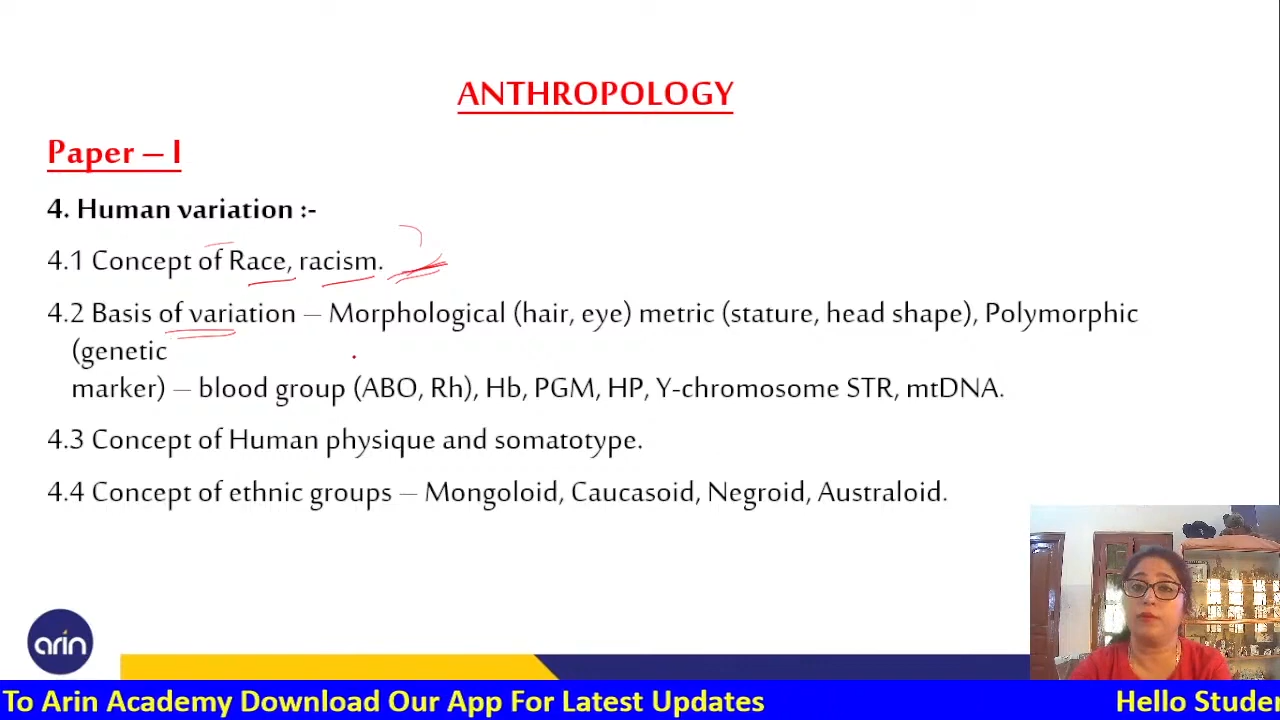 ANTHROPOLOGY
Paper – I
4. Human variation :-
4.1 Concept of Race, racism.
4.2 Basis of variation – Morphological (hair, eye) metric (stature, head shape), Polymorphic
(genetic
marker) – blood group (ABO, Rh), Hb, PGM, HP, Y-chromosome STR, mtDNA.
4.3 Concept of Human physique and somatotype.
4.4 Concept of ethnic groups – Mongoloid, Caucasoid, Negroid, Australoid.
arin
To Arin Academy Download Our App For Latest Updates Hello Studen